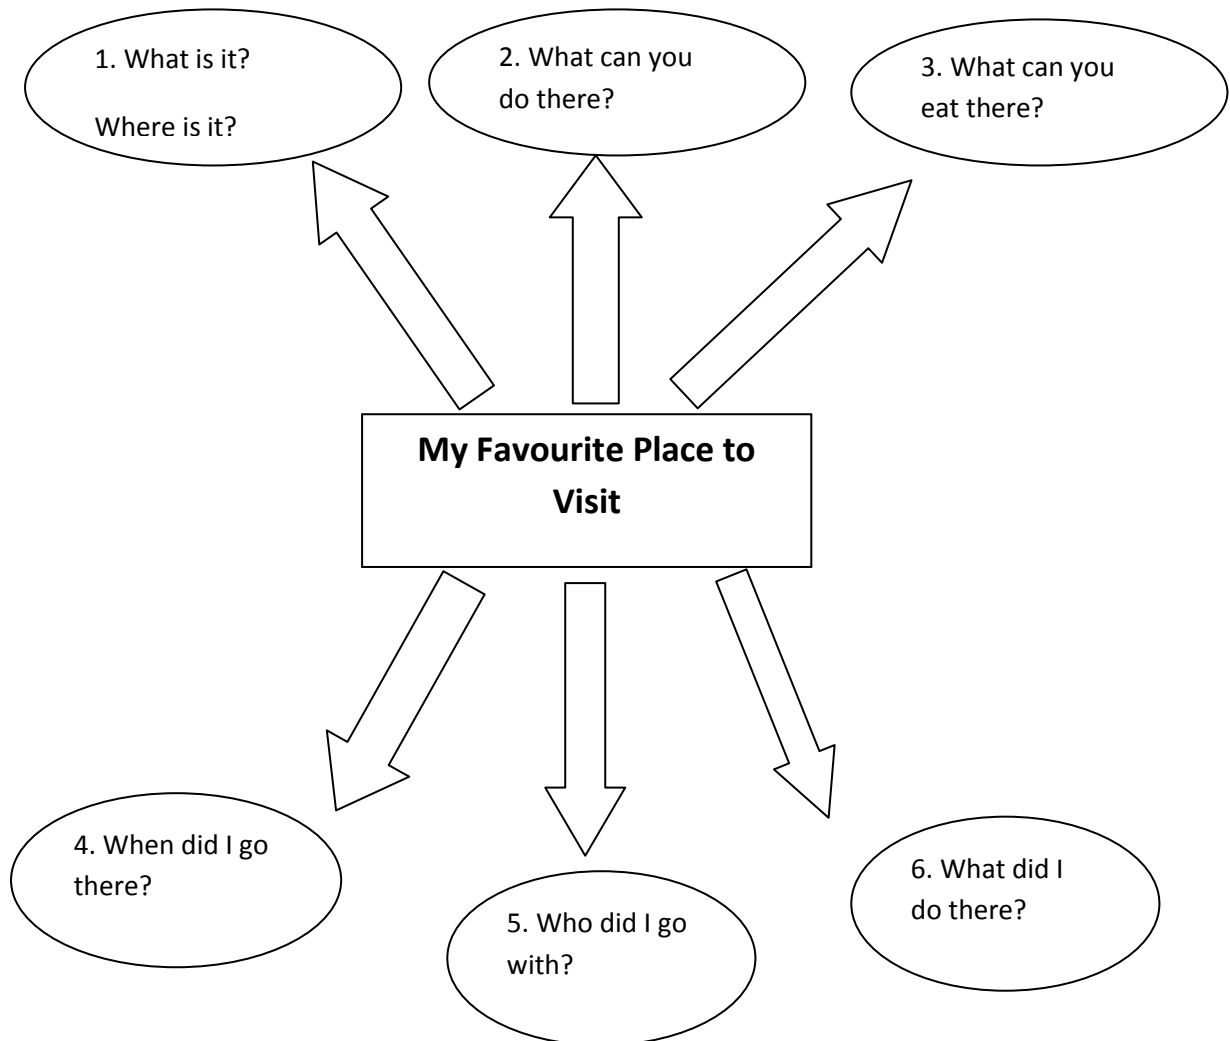 1. What is it?
Where is it?
2. What can you
do there?
3. What can you
eat there?
My Favourite Place to
Visit
4. When did I go
there?
5. Who did I go
with?
6. What did I
do there?